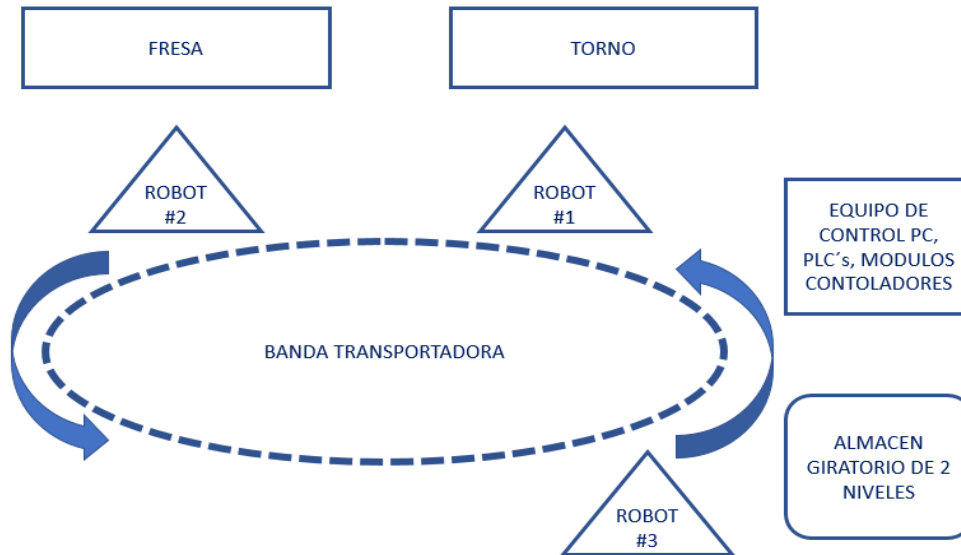 FRESA
TORNO
ROBOT
#2
ROBOT
#1
EQUIPO DE
CONTROL PC,
PLC´s, MODULOS
CONTOLADORES
BANDA TRANSPORTADORA
ALMACEN
GIRATORIO DE 2
NIVELES
ROBOT
#3